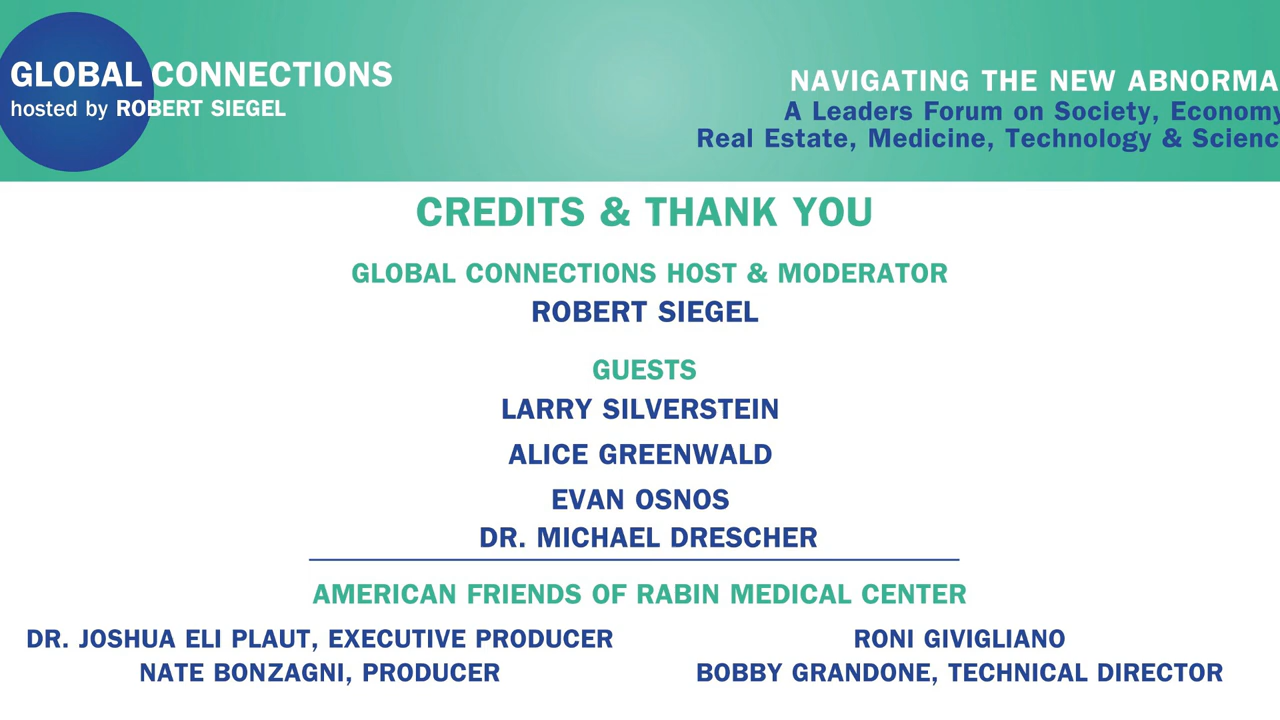 GLOBAL CONNECTIONS
hosted by ROBERT SIEGEL
NAVIGATING THE NEW ABNORMA
A Leaders Forum on Society, Economy
Real Estate, Medicine, Technology & Scienc
CREDITS & THANK YOU
GLOBAL CONNECTIONS HOST & MODERATOR
ROBERT SIEGEL
GUESTS
LARRY SILVERSTEIN
ALICE GREENWALD
EVAN OSNOS
DR. MICHAEL DRESCHER
AMERICAN FRIENDS OF RABIN MEDICAL CENTER
DR. JOSHUA ELI PLAUT, EXECUTIVE PRODUCER
NATE BONZAGNI, PRODUCER
RONI GIVIGLIANO
BOBBY GRANDONE, TECHNICAL DIRECTOR